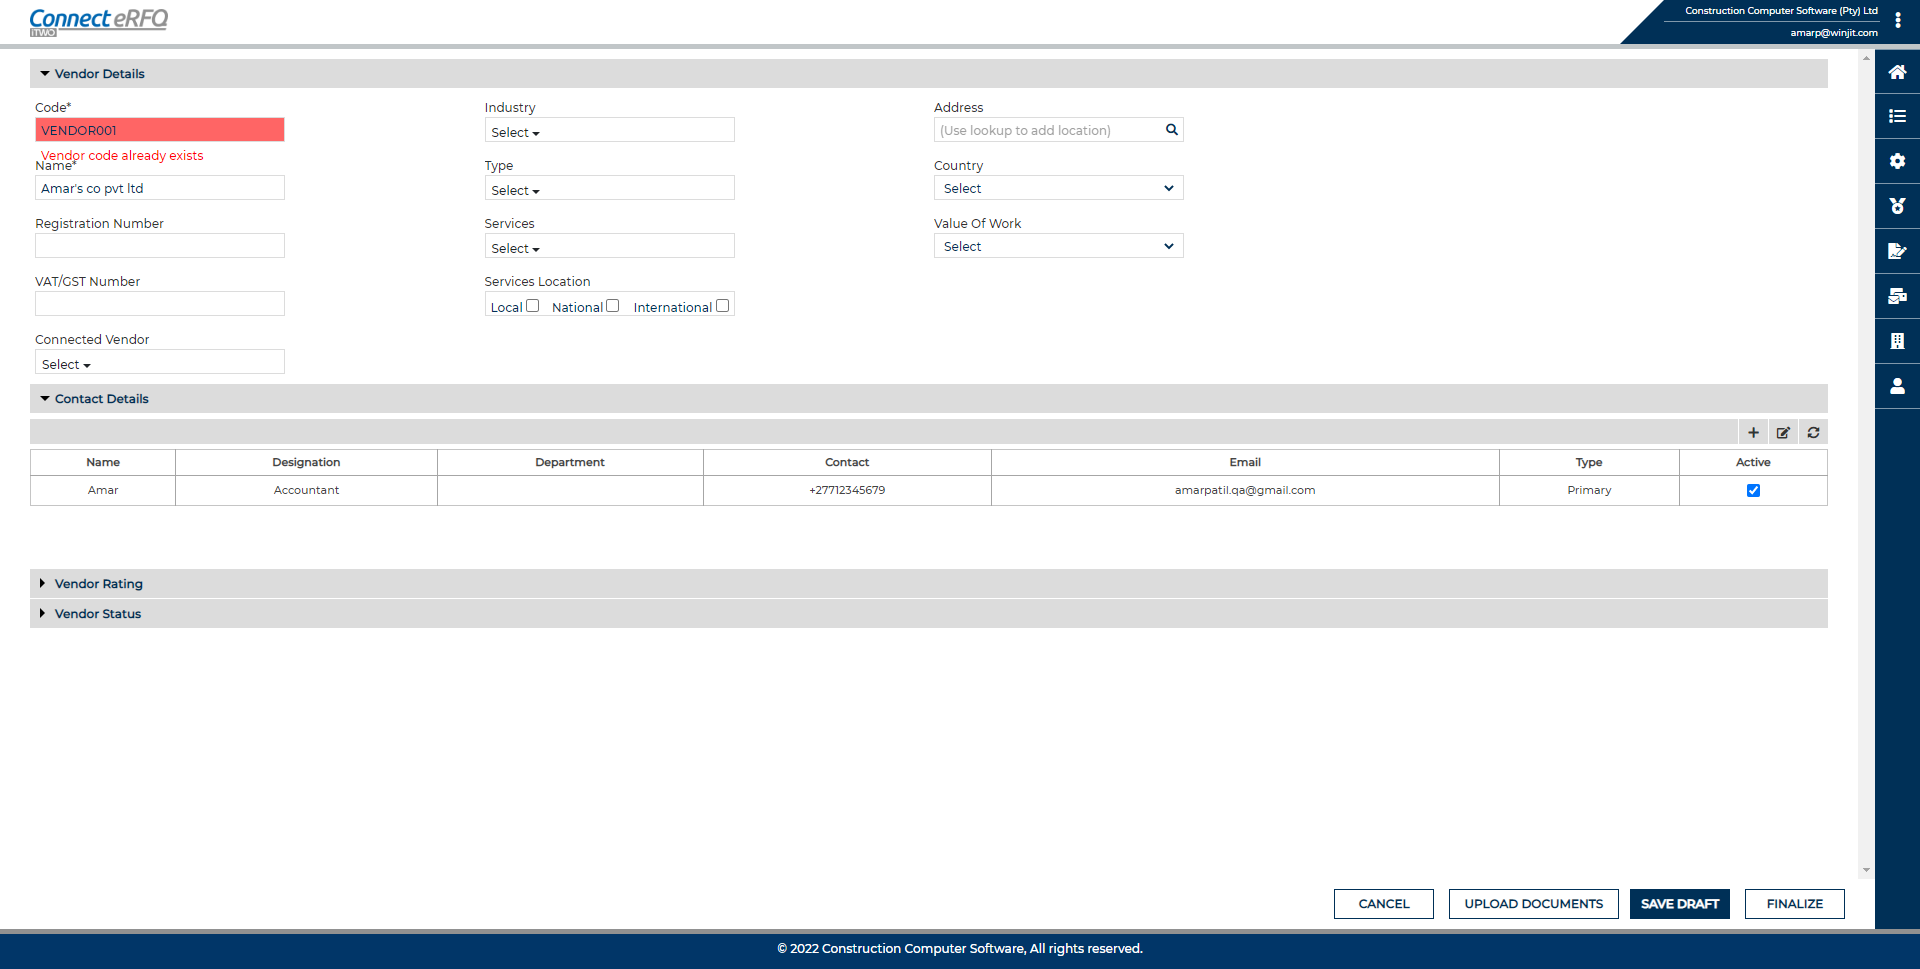 Connect eRFQ
iTWO
Construction Computer Software (Pty) Ltd
amarp@winjit.com
Vendor Details
Code*
VENDOR001
Vendor code already exists
Name*
Amar's co pvt ltd
Registration Number
VAT/GST Number
Connected Vendor
Select
Industry
Select
Type
Select
Services
Select
Services Location
Local National International
Address
(Use lookup to add location)
Country
Select
Value Of Work
Select
Contact Details
Name Designation Department Contact Email Type Active
Amar Accountant +27712345679 amarpatil.qa@gmail.com Primary
Vendor Rating
Vendor Status
CANCEL UPLOAD DOCUMENTS SAVE DRAFT FINALIZE
© 2022 Construction Computer Software, All rights reserved.